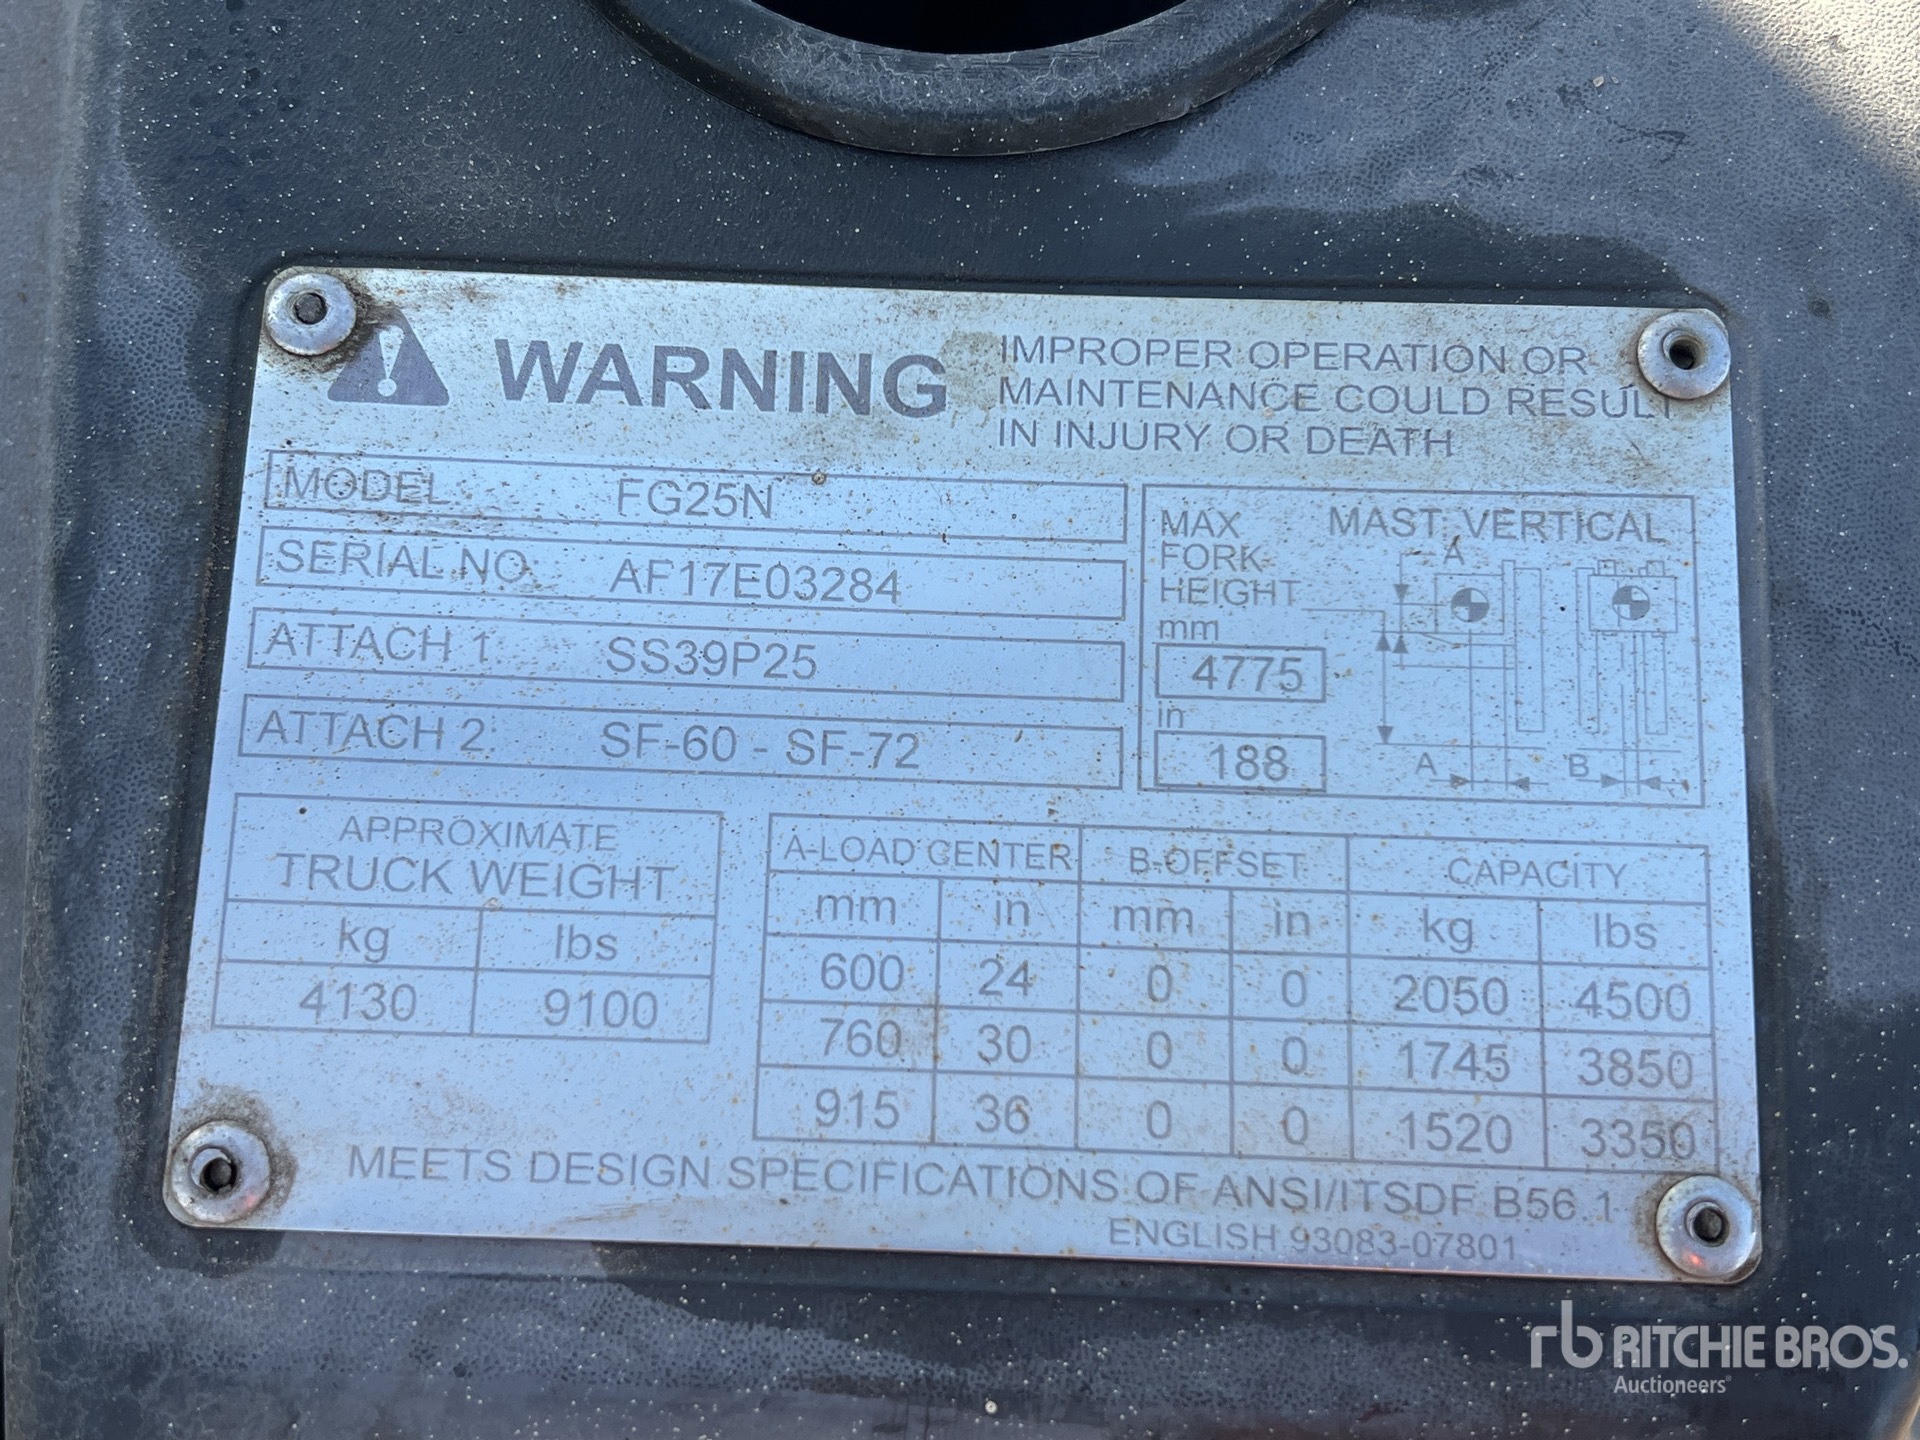 WARNING
IMPROPER OPERATION OR
MAINTENANCE COULD RESULT
IN INJURY OR DEATH
MODEL FG25N
SERIAL NO. AF17E03284
ATTACH 1. SS39P25
ATTACH 2. SF-60 - SF-72
MAX FORK HEIGHT
mm
4775
in
188
MAST. VERTICAL
A
A B
APPROXIMATE
TRUCK WEIGHT
kg lbs
4130 9100
A-LOAD CENTER B-OFFSET CAPACITY
mm in mm in kg lbs
600 24 0 0 2050 4500
760 30 0 0 1745 3850
915 36 0 0 1520 3350
MEETS DESIGN SPECIFICATIONS OF ANSI/ITSDF B56.1
ENGLISH 93083-07801
rb RITCHIE BROS.
Auctioneers